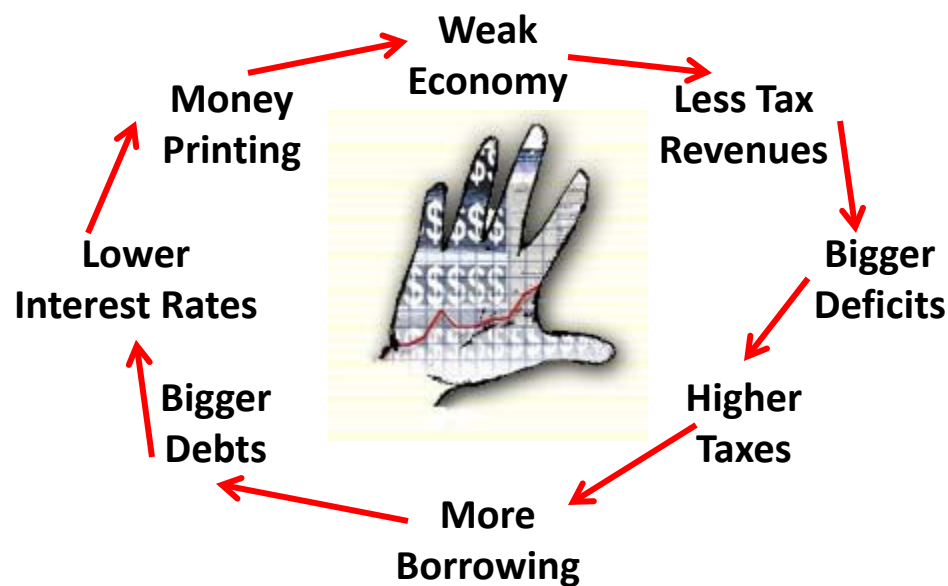 Weak
Economy
Less Tax
Revenues
Bigger
Deficits
Higher
Taxes
More
Borrowing
Bigger
Debts
Lower
Interest Rates
Money
Printing
$ $
$ $ $ $
$ $ $ $ $